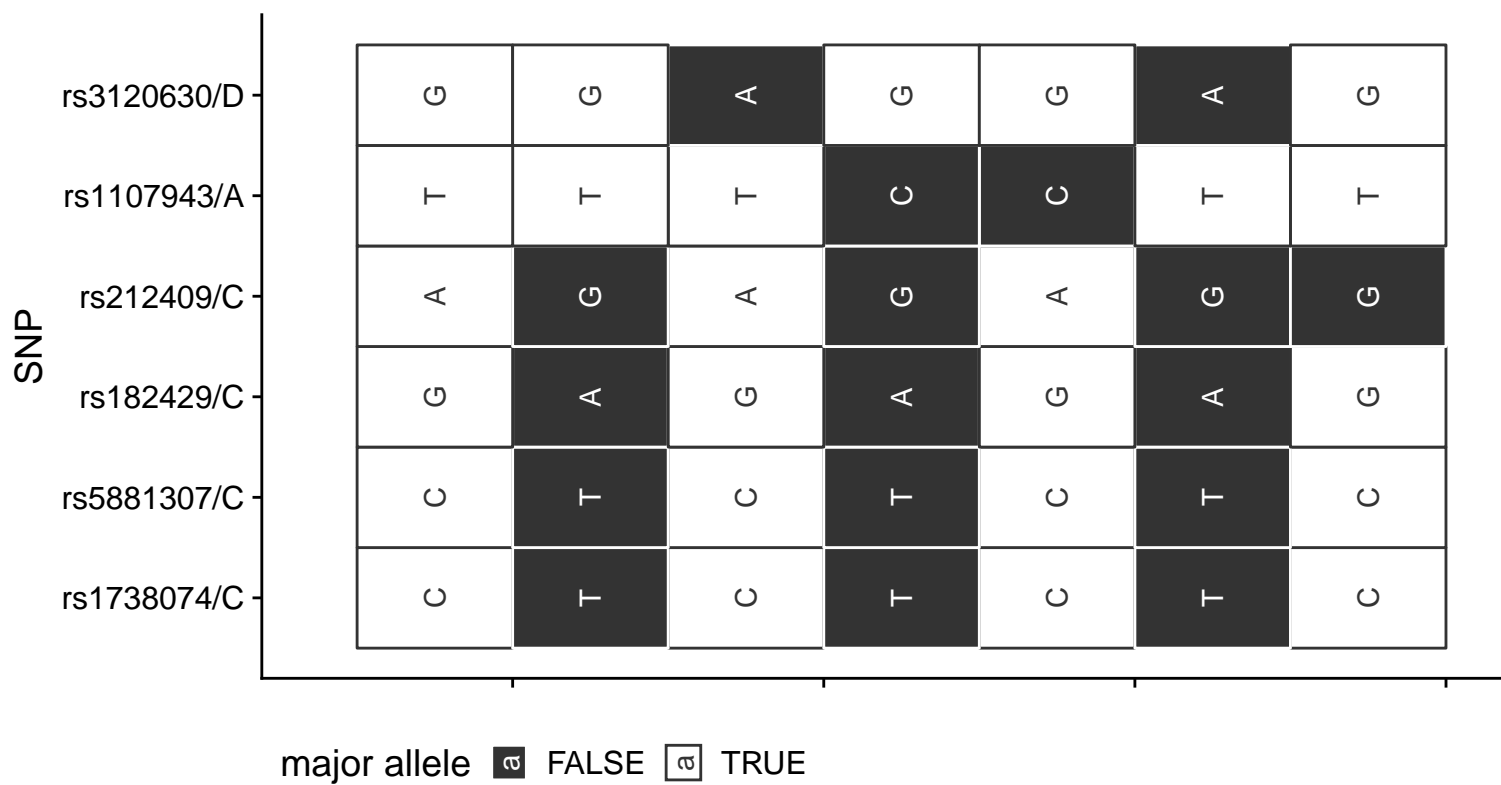 SNP
rs3120630/D G G A G G A G
rs1107943/A T T T C C T T
rs212409/C A G A G A G G
rs182429/C G A G A G A G
rs5881307/C C T C T C T C
rs1738074/C C T C T C T C
major allele a FALSE a TRUE